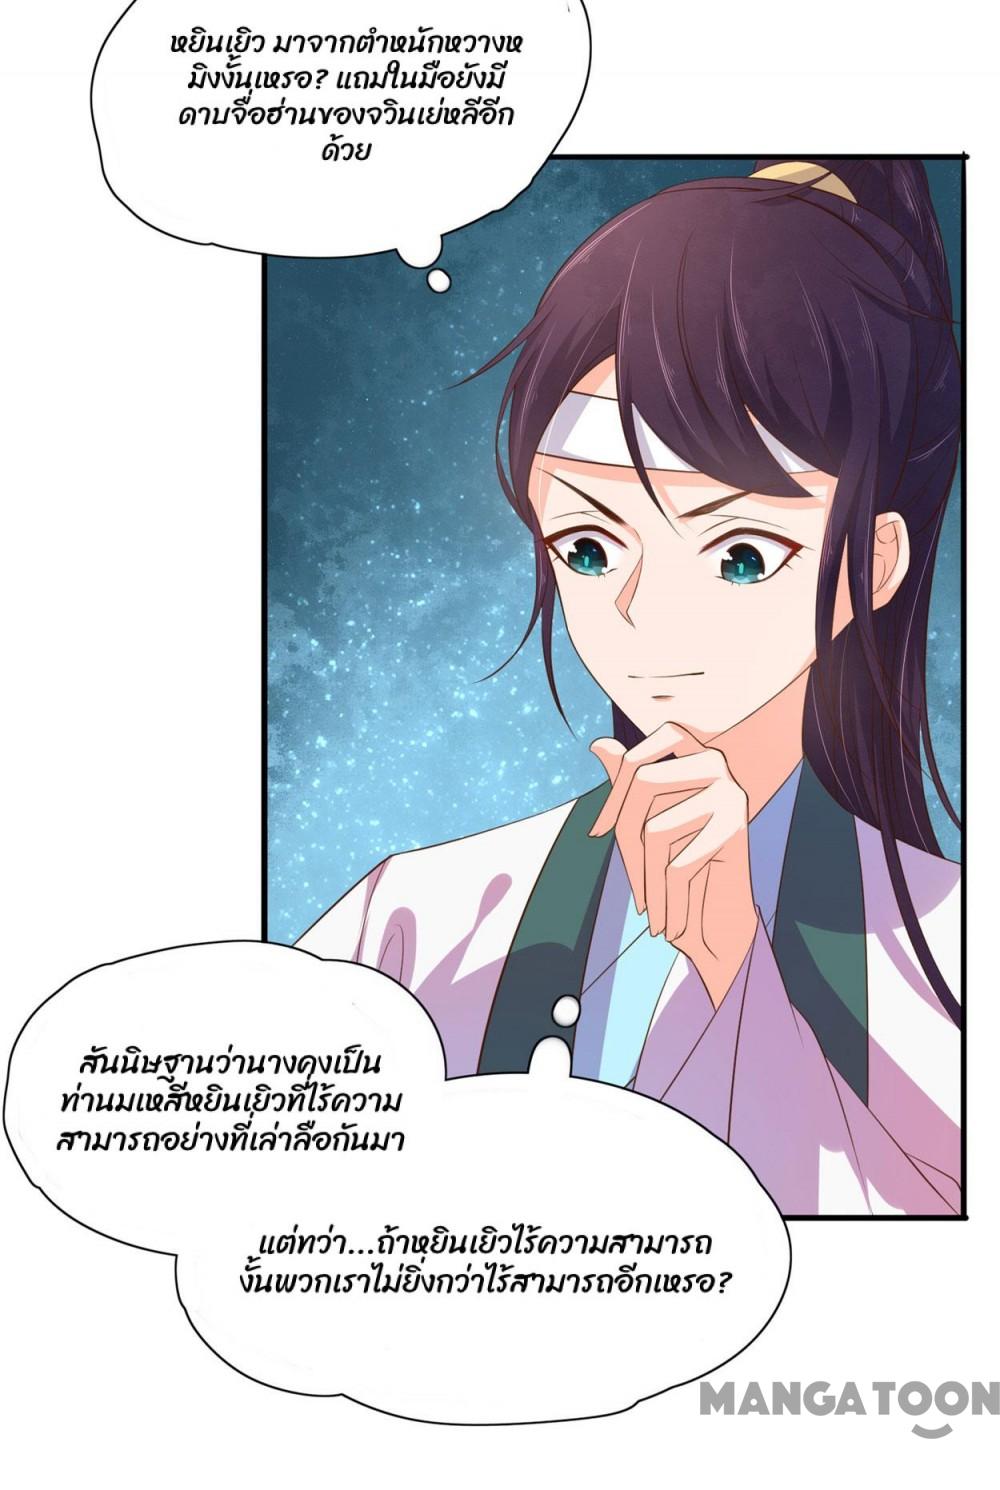 หยินเยิว มาจากตำหนักหวางห
มิงงั้นเหรอ? แถมในมือยังมี
ดาบจื่อฮ่านของจวินเย่หลีอีก
ด้วย
สันนิษฐานว่านางคงเป็น
ท่านมเหสีหยินเยิวที่ไร้ความ
สามารถอย่างที่เล่าลือกันมา
แต่ทว่า...ถ้าหยินเยิวไร้ความสามารถ
งั้นพวกเราไม่ยิ่งกว่าไร้สามารถอีกเหรอ?
MANGATOON